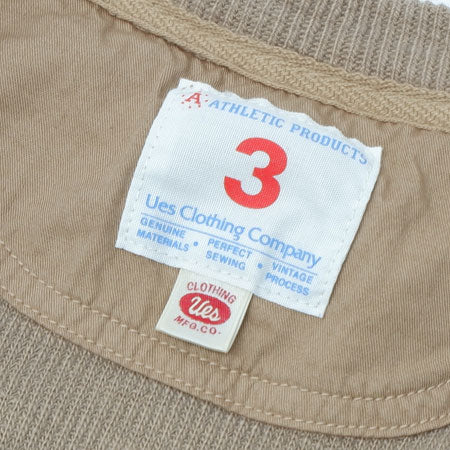 A ATHLETIC PRODUCTS
3
Ues Clothing Company
GENUINE MATERIALS • PERFECT SEWING • VINTAGE PROCESS
CLOTHING
Ues
MFG.CO.